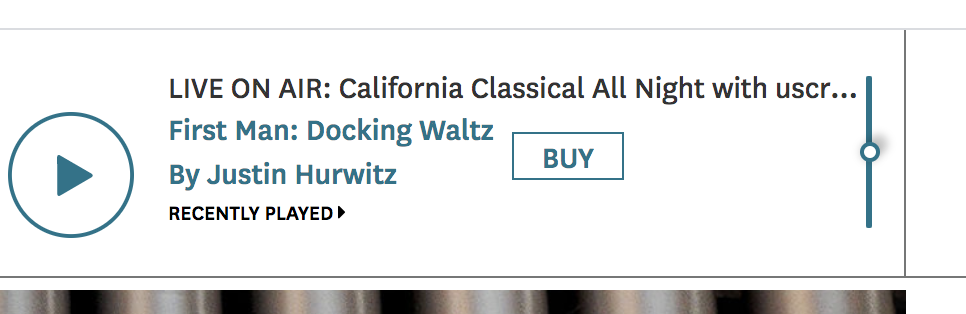 LIVE ON AIR: California Classical All Night with uscr...
First Man: Docking Waltz
BUY
By Justin Hurwitz
RECENTLY PLAYED